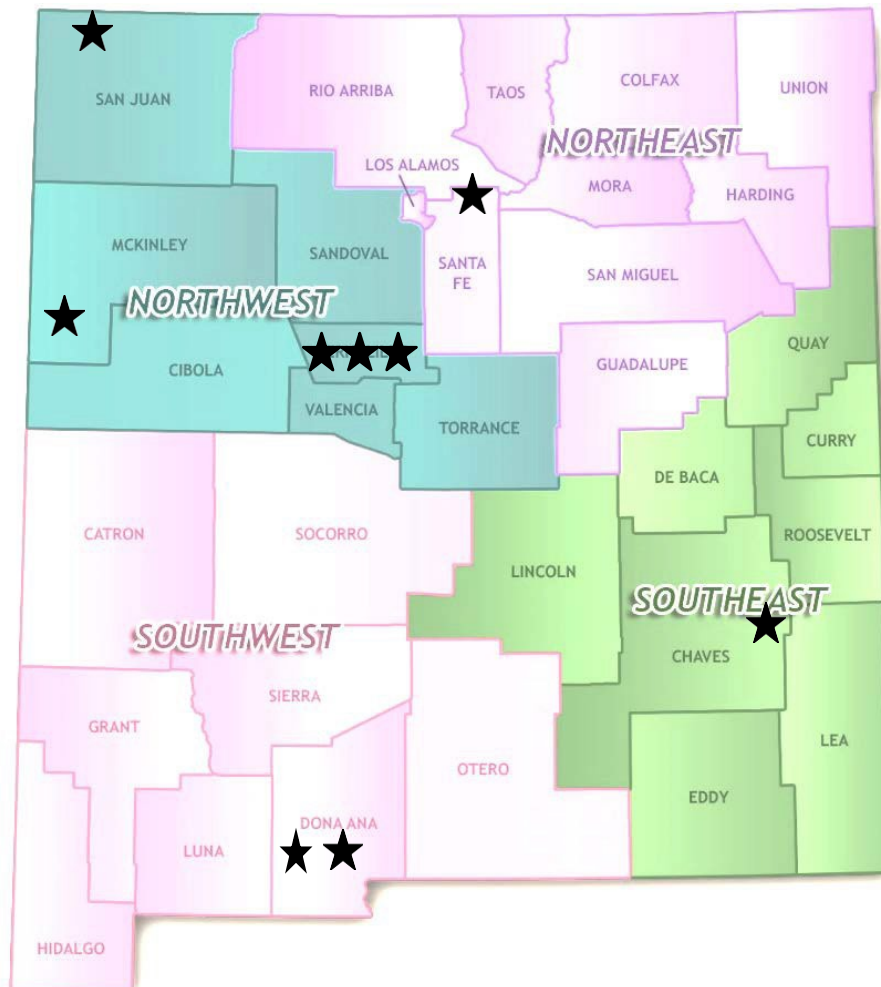 SAN JUAN
RIO ARRIBA
TAOS
COLFAX
UNION
NORTHEAST
LOS ALAMOS
MORA
HARDING
MCKINLEY
SANDOVAL
SANTA
FE
SAN MIGUEL
NORTHWEST
QUAY
CIBOLA
GUADALUPE
VALENCIA
TORRANCE
CURRY
DE BACA
CATRON
SOCORRO
ROOSEVELT
LINCOLN
SOUTHEAST
SOUTHWEST
CHAVES
SIERRA
GRANT
LEA
OTERO
EDDY
DONA ANA
LUNA
HIDALGO